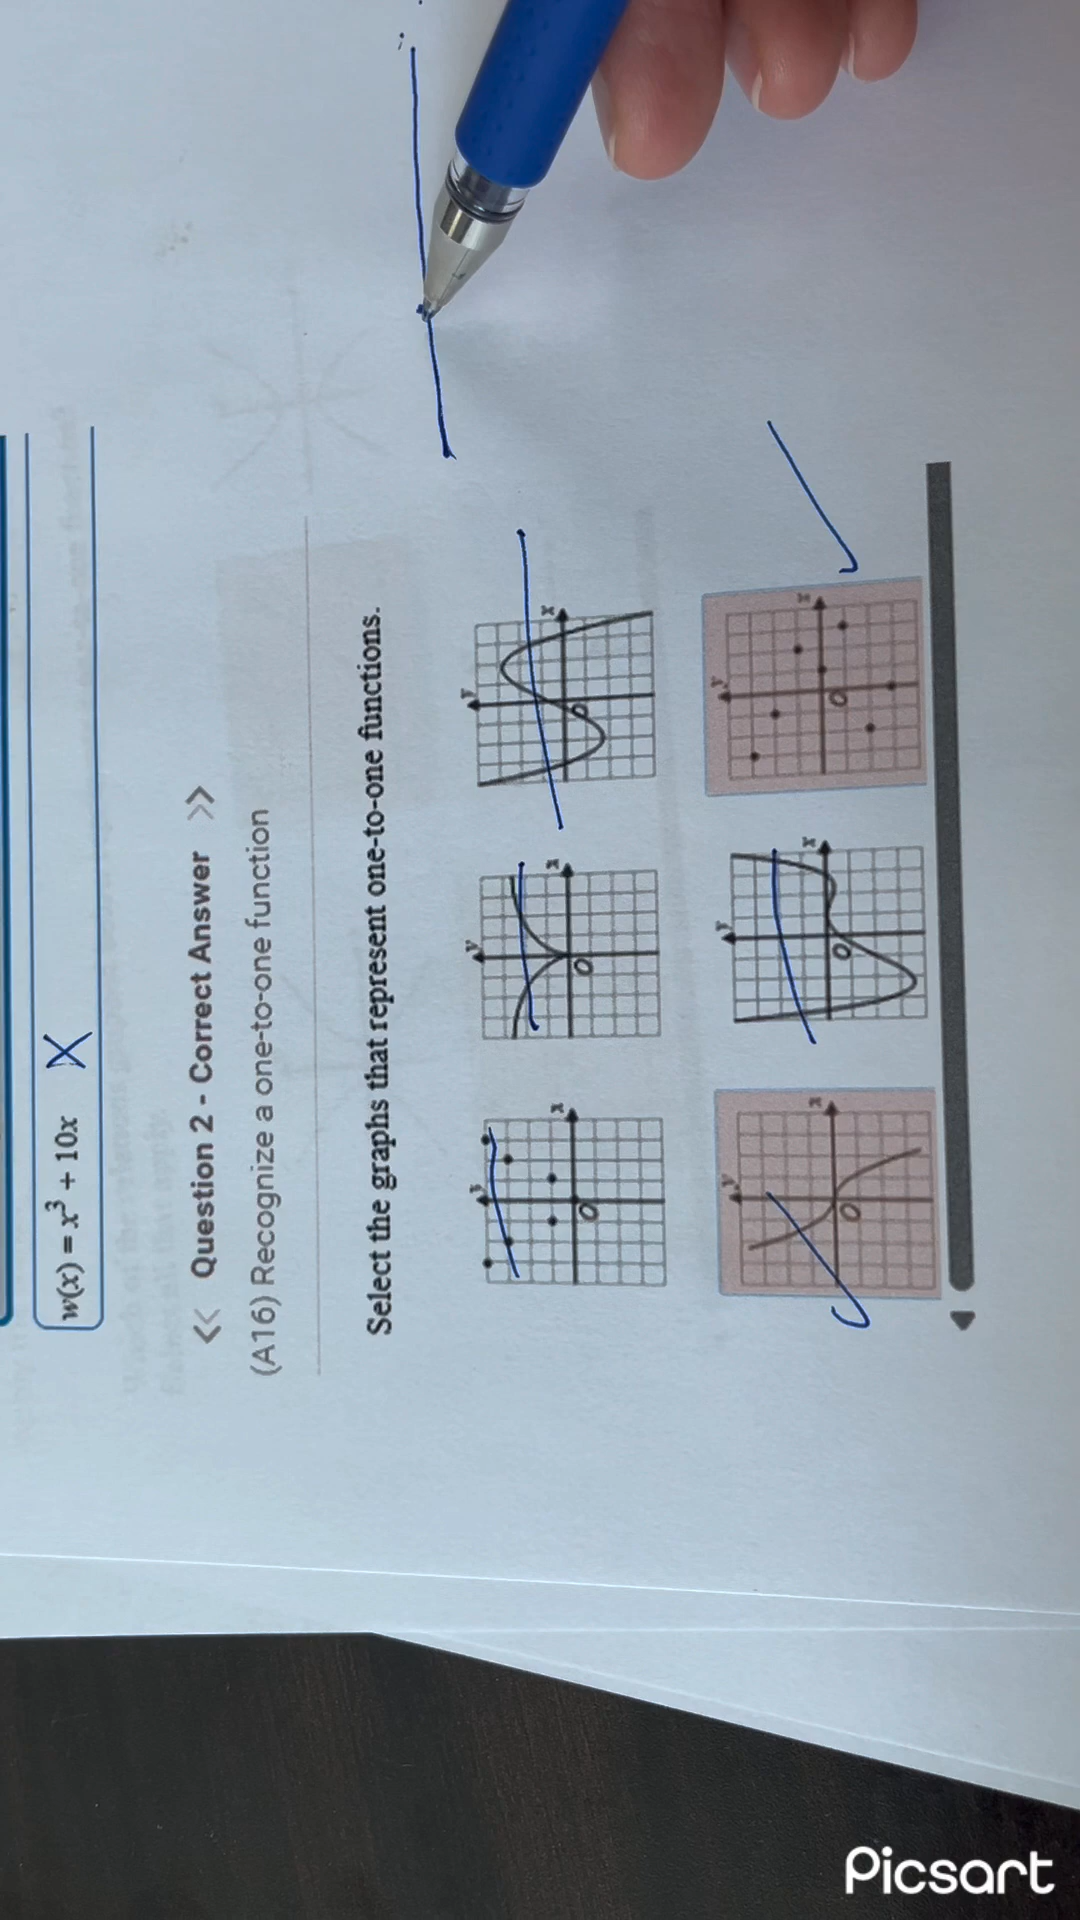 w(x) = x³ + 10x
<< Question 2 - Correct Answer >>
(A16) Recognize a one-to-one function
Select the graphs that represent one-to-one functions.
y x O
y x O
y x O
y x O
y x O
y x O
Picsart